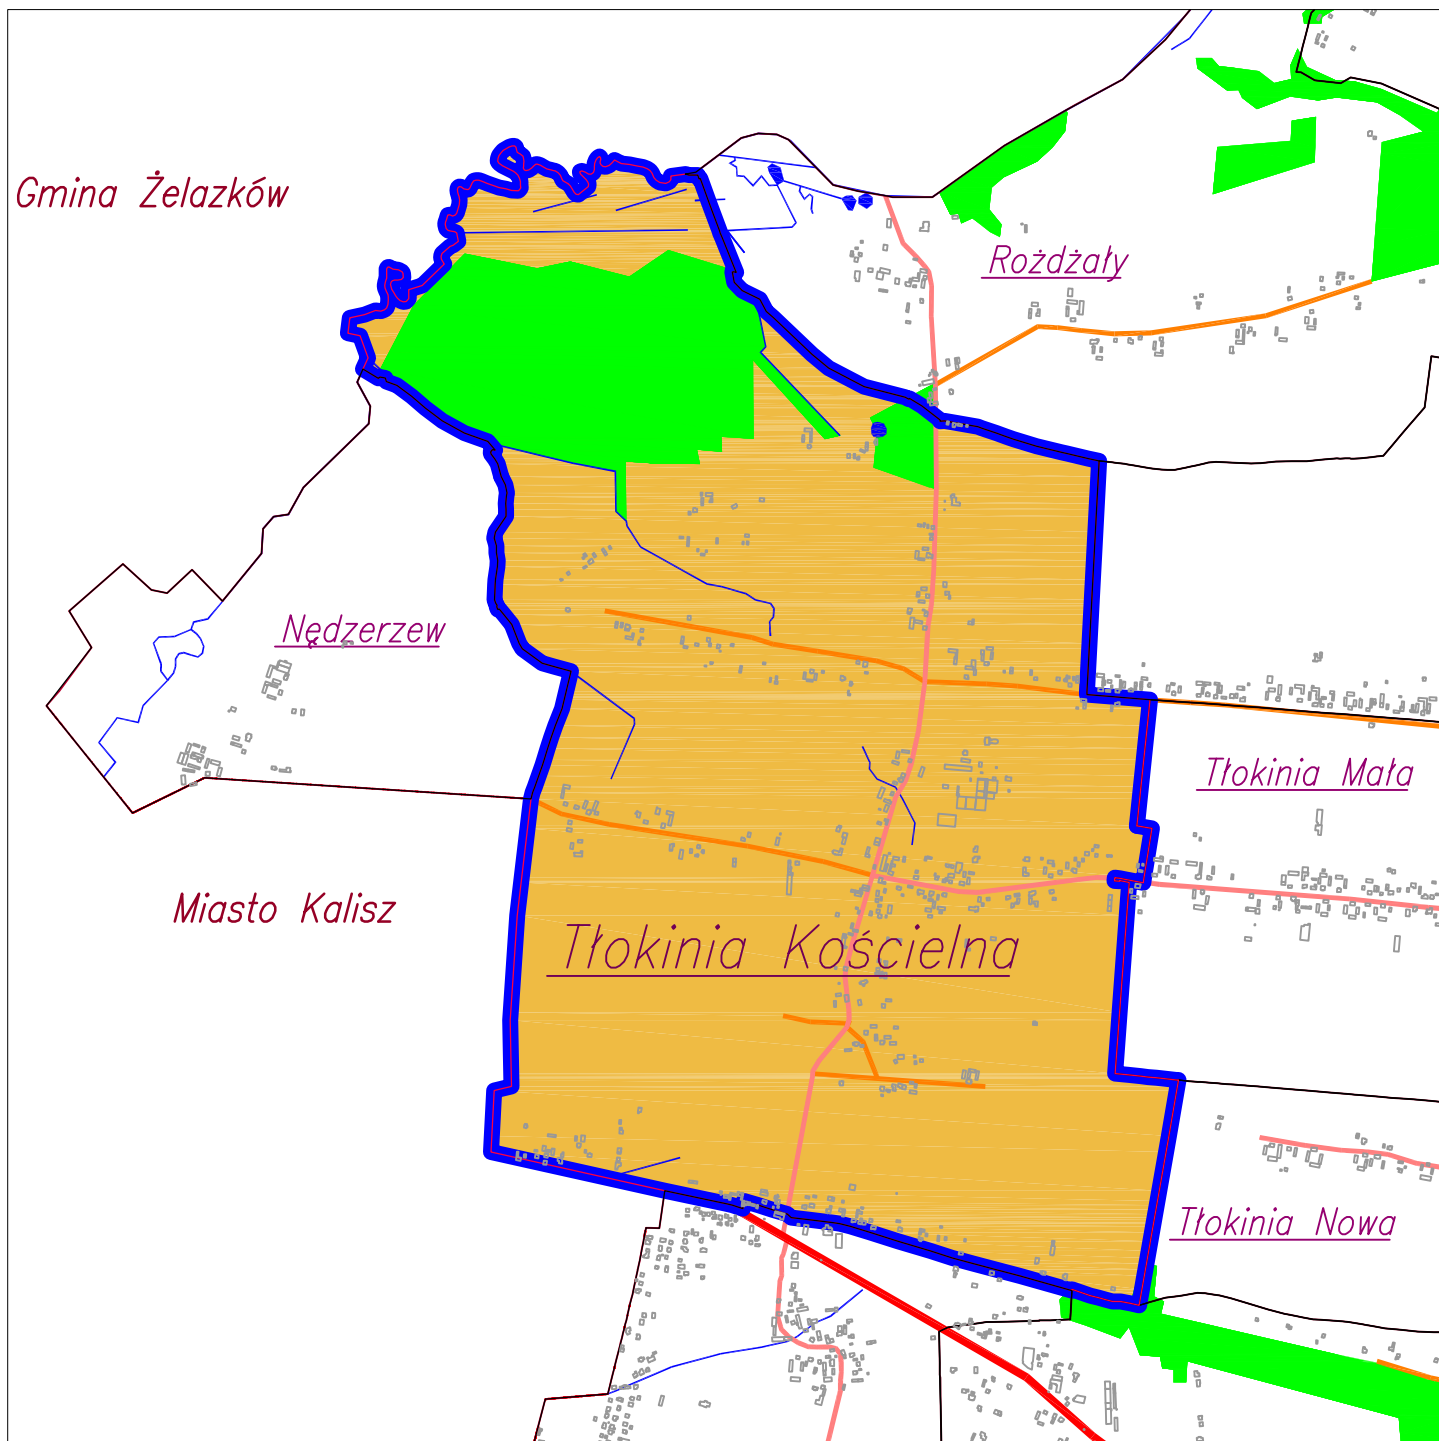 Gmina Żelazków
Rożdżały
Nędzerzew
Tłokinia Mała
Miasto Kalisz
Tłokinia Kościelna
Tłokinia Nowa